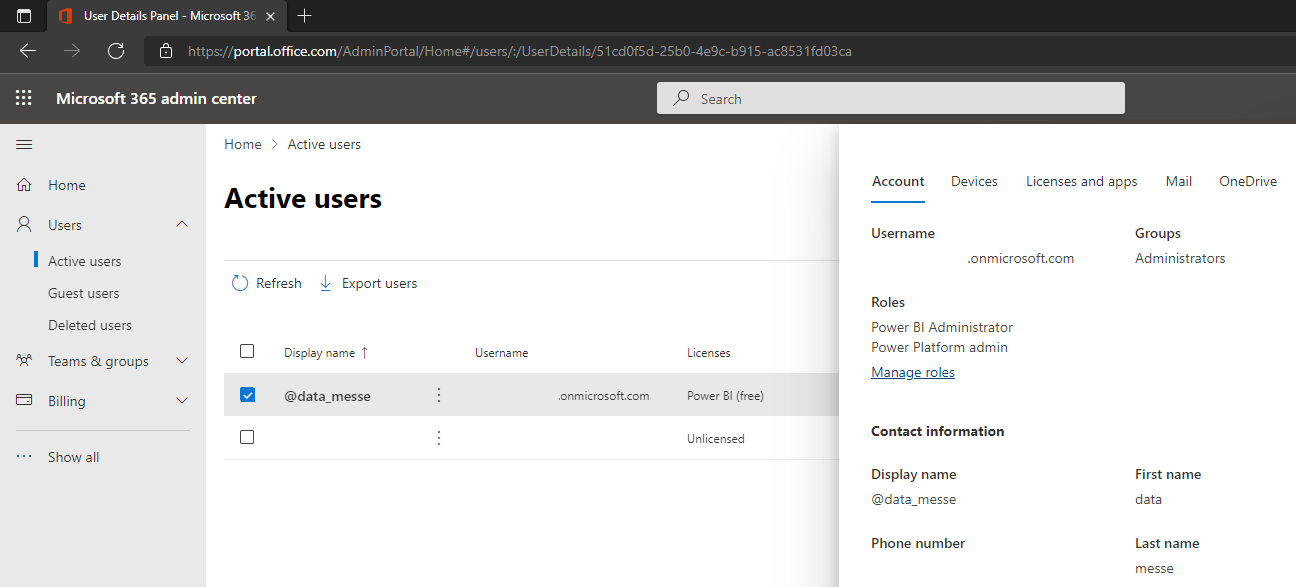 User Details Panel - Microsoft 36
https://portal.office.com/AdminPortal/Home#/users/:/UserDetails/51cd0f5d-25b0-4e9c-b915-ac8531fd03ca
Microsoft 365 admin center
Search
Home
Users
Active users
Guest users
Deleted users
Teams & groups
Billing
Show all
Home > Active users
Active users
Refresh
Export users
Display name ↑ Username Licenses
@data_messe .onmicrosoft.com Power BI (free)
Unlicensed
Account Devices Licenses and apps Mail OneDrive
Username Groups
.onmicrosoft.com Administrators
Roles
Power BI Administrator
Power Platform admin
Manage roles
Contact information
Display name First name
@data_messe data
Phone number Last name
messe